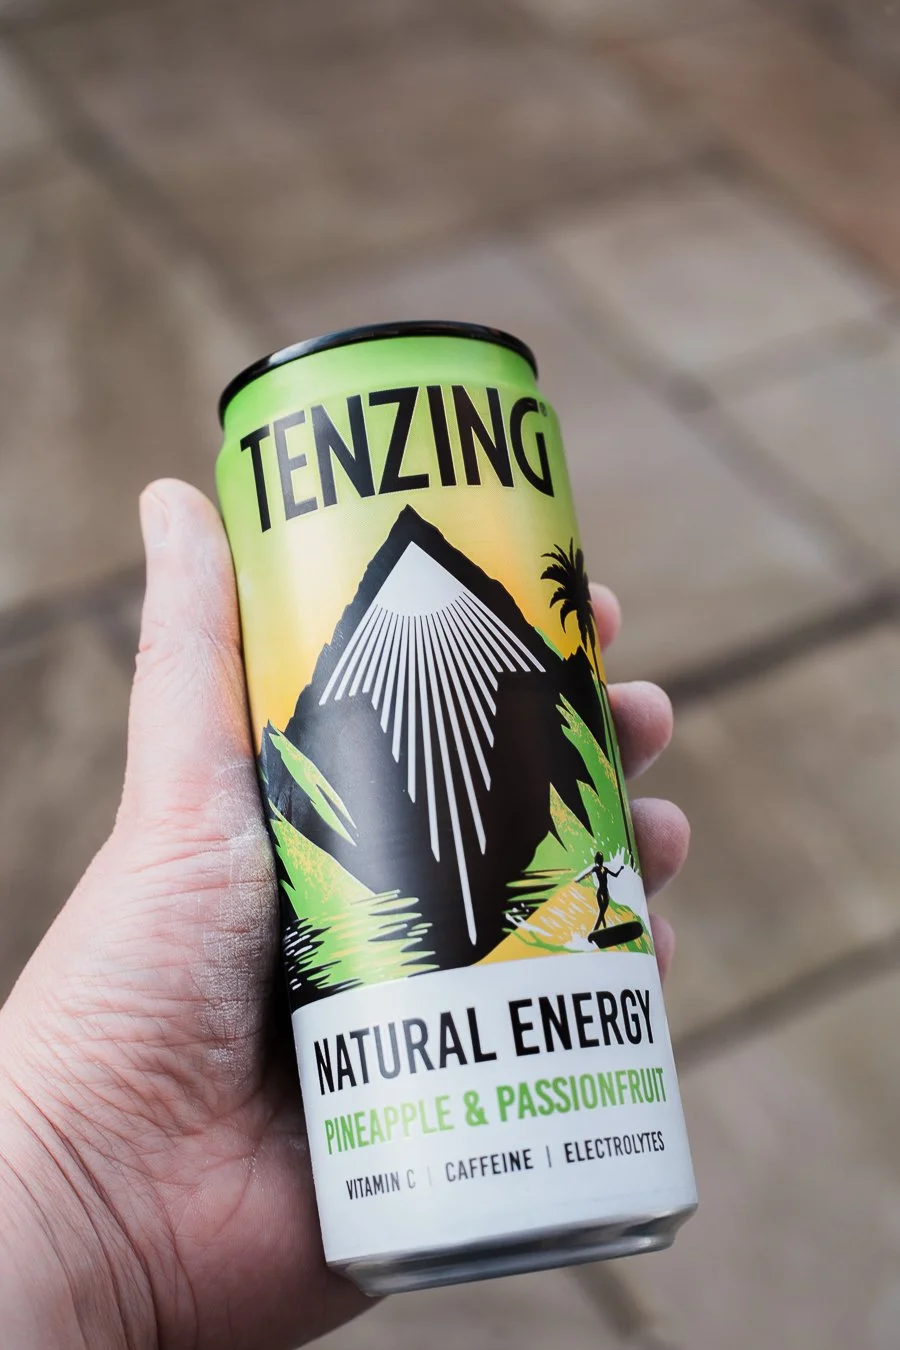 TENZING®
NATURAL ENERGY
PINEAPPLE & PASSIONFRUIT
VITAMIN C | CAFFEINE | ELECTROLYTES